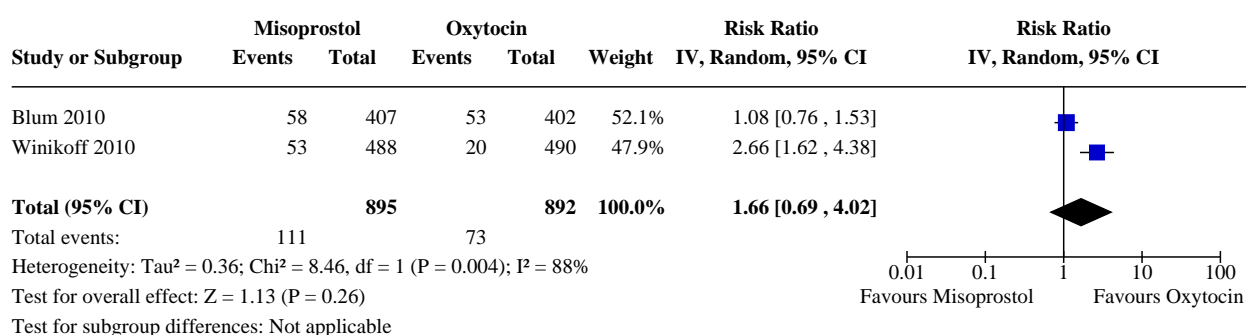 Misoprostol Oxytocin Risk Ratio Risk Ratio
Study or Subgroup Events Total Events Total Weight IV, Random, 95% CI IV, Random, 95% CI
Blum 2010 58 407 53 402 52.1% 1.08 [0.76 , 1.53]
Winikoff 2010 53 488 20 490 47.9% 2.66 [1.62 , 4.38]
Total (95% CI) 895 892 100.0% 1.66 [0.69 , 4.02]
Total events: 111 73
Heterogeneity: Tau² = 0.36; Chi² = 8.46, df = 1 (P = 0.004); I² = 88%
0.01 0.1 1 10 100
Test for overall effect: Z = 1.13 (P = 0.26)
Favours Misoprostol Favours Oxytocin
Test for subgroup differences: Not applicable